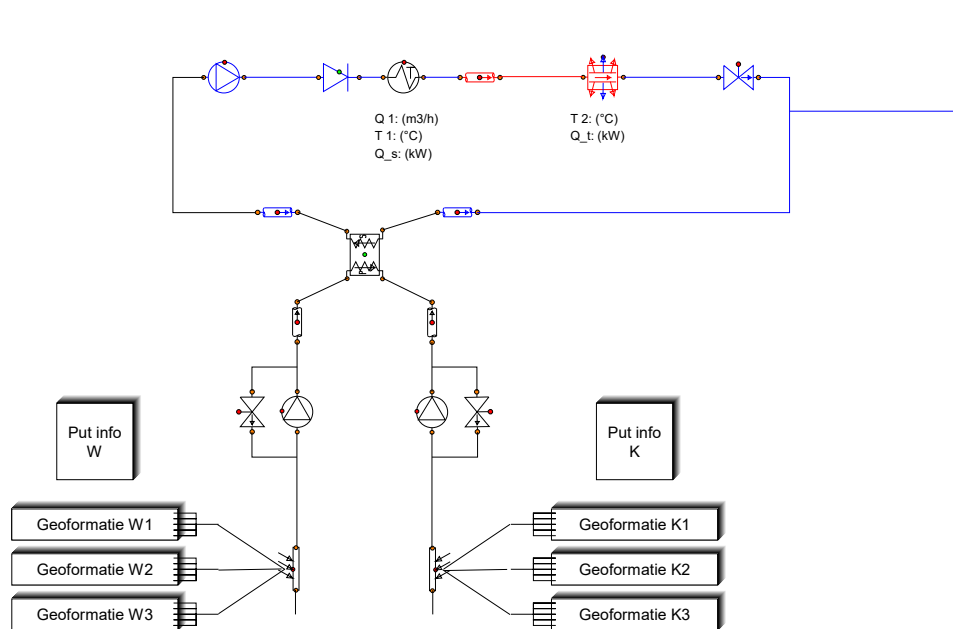 Q 1: (m3/h)
T 1: (°C)
Q_s: (kW)
T 2: (°C)
Q_t: (kW)
Put info
W
Put info
K
Geoformatie W1
Geoformatie W2
Geoformatie W3
Geoformatie K1
Geoformatie K2
Geoformatie K3